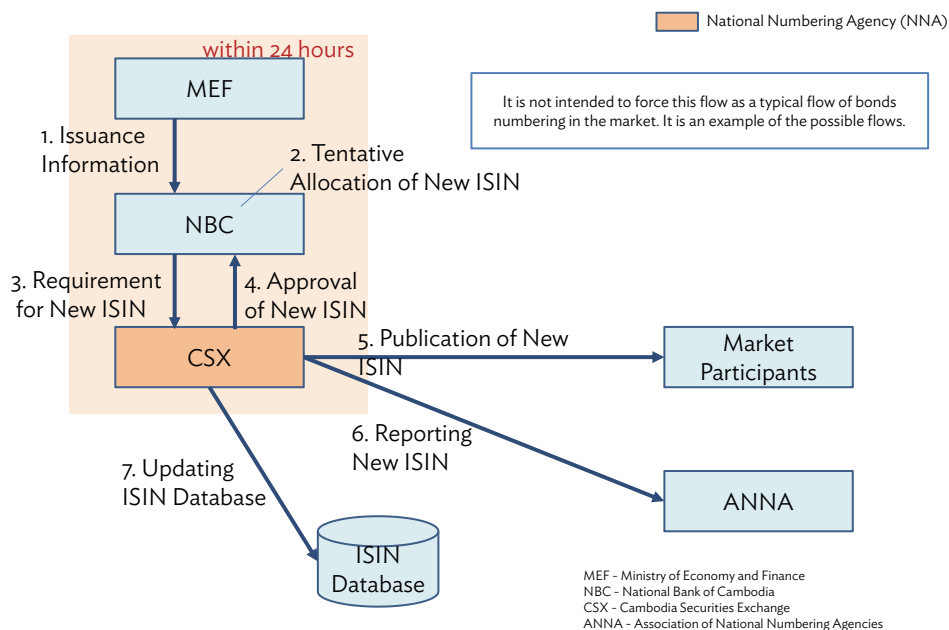 National Numbering Agency (NNA)
within 24 hours
MEF
It is not intended to force this flow as a typical flow of bonds
numbering in the market. It is an example of the possible flows.
1. Issuance
Information
2. Tentative
Allocation of New ISIN
NBC
3. Requirement
for New ISIN
4. Approval
of New ISIN
CSX
5. Publication of New
ISIN
Market
Participants
6. Reporting
New ISIN
7. Updating
ISIN Database
ANNA
ISIN
Database
MEF - Ministry of Economy and Finance
NBC - National Bank of Cambodia
CSX - Cambodia Securities Exchange
ANNA - Association of National Numbering Agencies